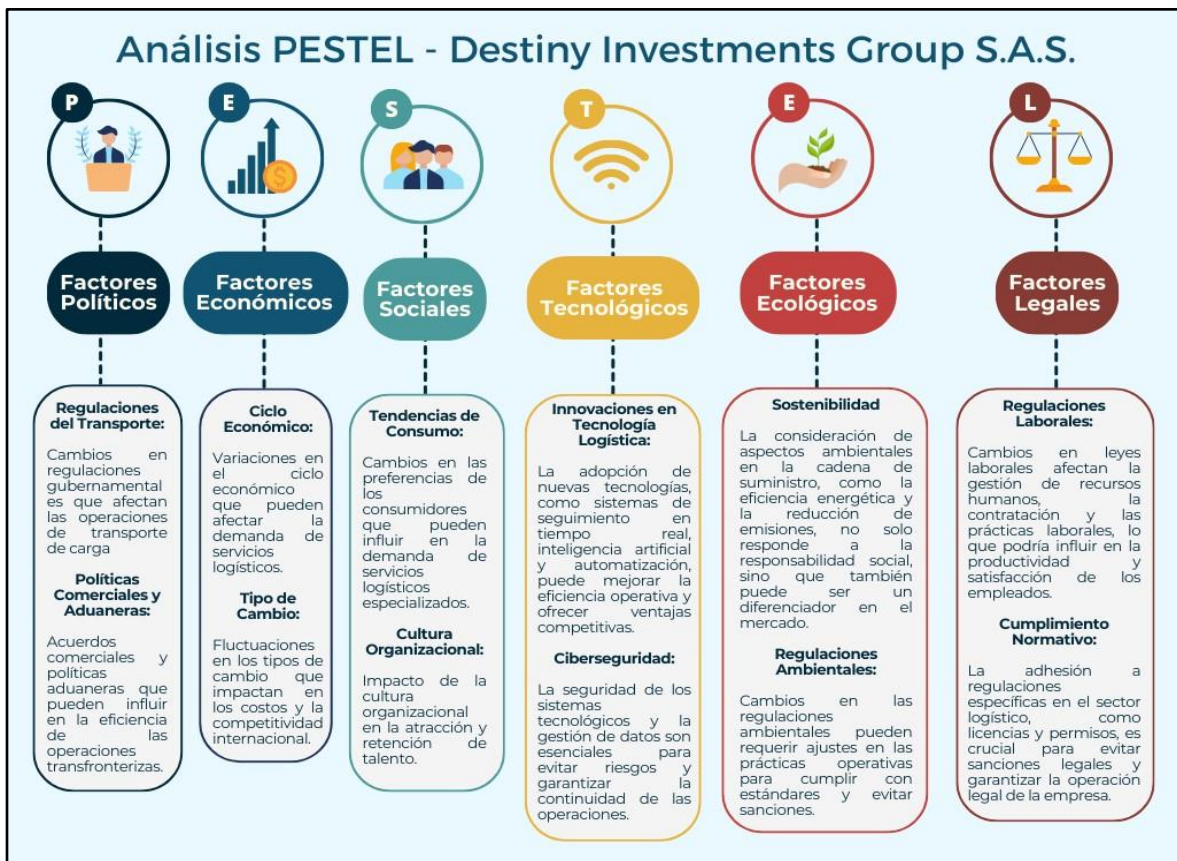 Análisis PESTEL - Destiny Investments Group S.A.S.
P
E
S
T
E
L
Factores
Políticos
Factores
Económicos
Factores
Sociales
Factores
Tecnológicos
Factores
Ecológicos
Factores
Legales
Regulaciones
del Transporte:
Cambios en
regulaciones
gubernamental
es que afectan
las operaciones
de transporte
de carga
Políticas
Comerciales y
Aduaneras:
Acuerdos
comerciales y
políticas
aduaneras que
pueden influir
en la eficiencia
de las
operaciones
transfronterizas.
Ciclo
Económico:
Variaciones en
el ciclo
económico
que pueden
afectar la
demanda de
servicios
logísticos.
Tipo de
Cambio:
Fluctuaciones
en los tipos de
cambio que
impactan en
los costos y la
competitividad
internacional.
Tendencias de
Consumo:
Cambios en las
preferencias de
los
consumidores
que pueden
influir en la
demanda de
servicios
logísticos
especializados.
Cultura
Organizacional:
Impacto de la
cultura
organizacional
en la atracción y
retención de
talento.
Innovaciones en
Tecnología
Logística:
La adopción de
nuevas tecnologías,
como sistemas de
seguimiento en
tiempo real,
inteligencia artificial
y automatización,
puede mejorar la
eficiencia operativa y
ofrecer ventajas
competitivas.
Ciberseguridad:
La seguridad de los
sistemas
tecnológicos y la
gestión de datos son
esenciales para
evitar riesgos y
garantizar la
continuidad de las
operaciones.
Sostenibilidad
La consideración de
aspectos ambientales
en la cadena de
suministro, como la
eficiencia energética y
la reducción de
emisiones, no solo
responde a la
responsabilidad social,
sino que también
puede ser un
diferenciador en el
mercado.
Regulaciones
Ambientales:
Cambios en las
regulaciones
ambientales pueden
requerir ajustes en las
prácticas operativas
para cumplir con
estándares y evitar
sanciones.
Regulaciones
Laborales:
Cambios en leyes
laborales afectan la
gestión de recursos
humanos, la
contratación y las
prácticas laborales, lo
que podría influir en la
productividad y
satisfacción de los
empleados.
Cumplimiento
Normativo:
La adhesión a
regulaciones
específicas en el sector
logístico, como
licencias y permisos, es
crucial para evitar
sanciones legales y
garantizar la operación
legal de la empresa.